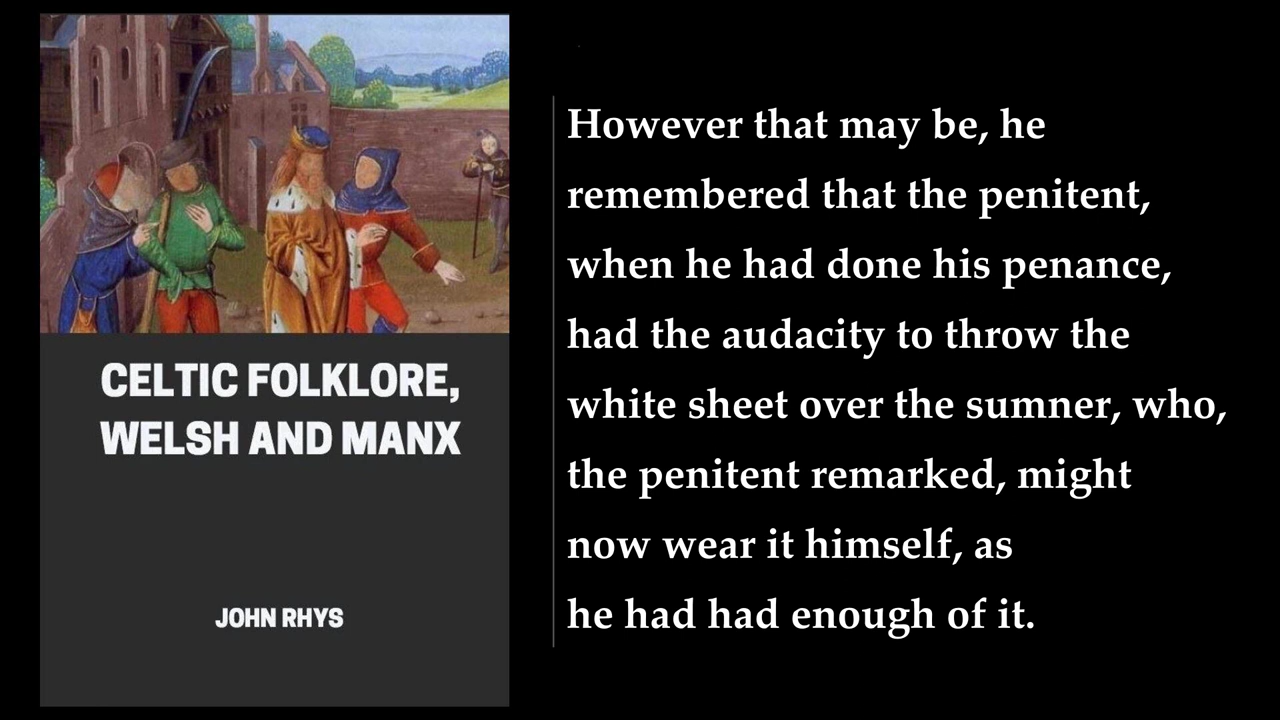 CELTIC FOLKLORE,
WELSH AND MANX
JOHN RHYS
However that may be, he
remembered that the penitent,
when he had done his penance,
had the audacity to throw the
white sheet over the sumner, who,
the penitent remarked, might
now wear it himself, as
he had had enough of it.